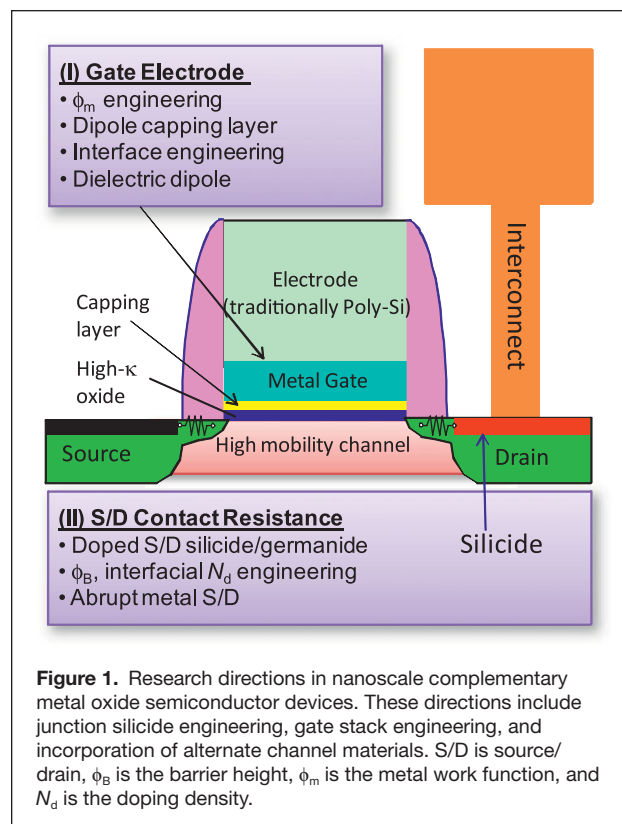 (I) Gate Electrode
• ϕm engineering
• Dipole capping layer
• Interface engineering
• Dielectric dipole
Interconnect
Electrode
(traditionally Poly-Si)
Capping
layer
High-κ
oxide
Metal Gate
High mobility channel
Source
Drain
Silicide
(II) S/D Contact Resistance
• Doped S/D silicide/germanide
• ϕB, interfacial Nd engineering
• Abrupt metal S/D
Figure 1. Research directions in nanoscale complementary
metal oxide semiconductor devices. These directions include
junction silicide engineering, gate stack engineering, and
incorporation of alternate channel materials. S/D is source/
drain, ϕB is the barrier height, ϕm is the metal work function, and
Nd is the doping density.